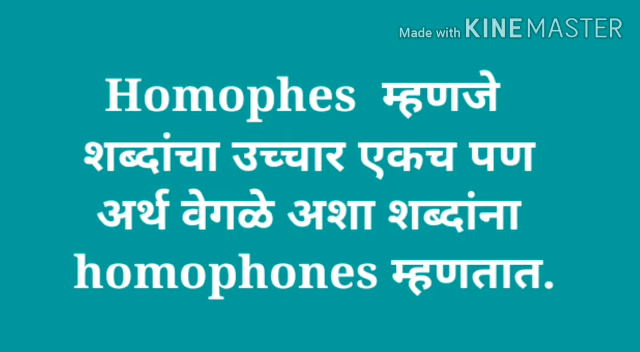 Made with KINEMASTER
Homophes म्हणजे
शब्दांचा उच्चार एकच पण
अर्थ वेगळे अशा शब्दांना
homophones म्हणतात.